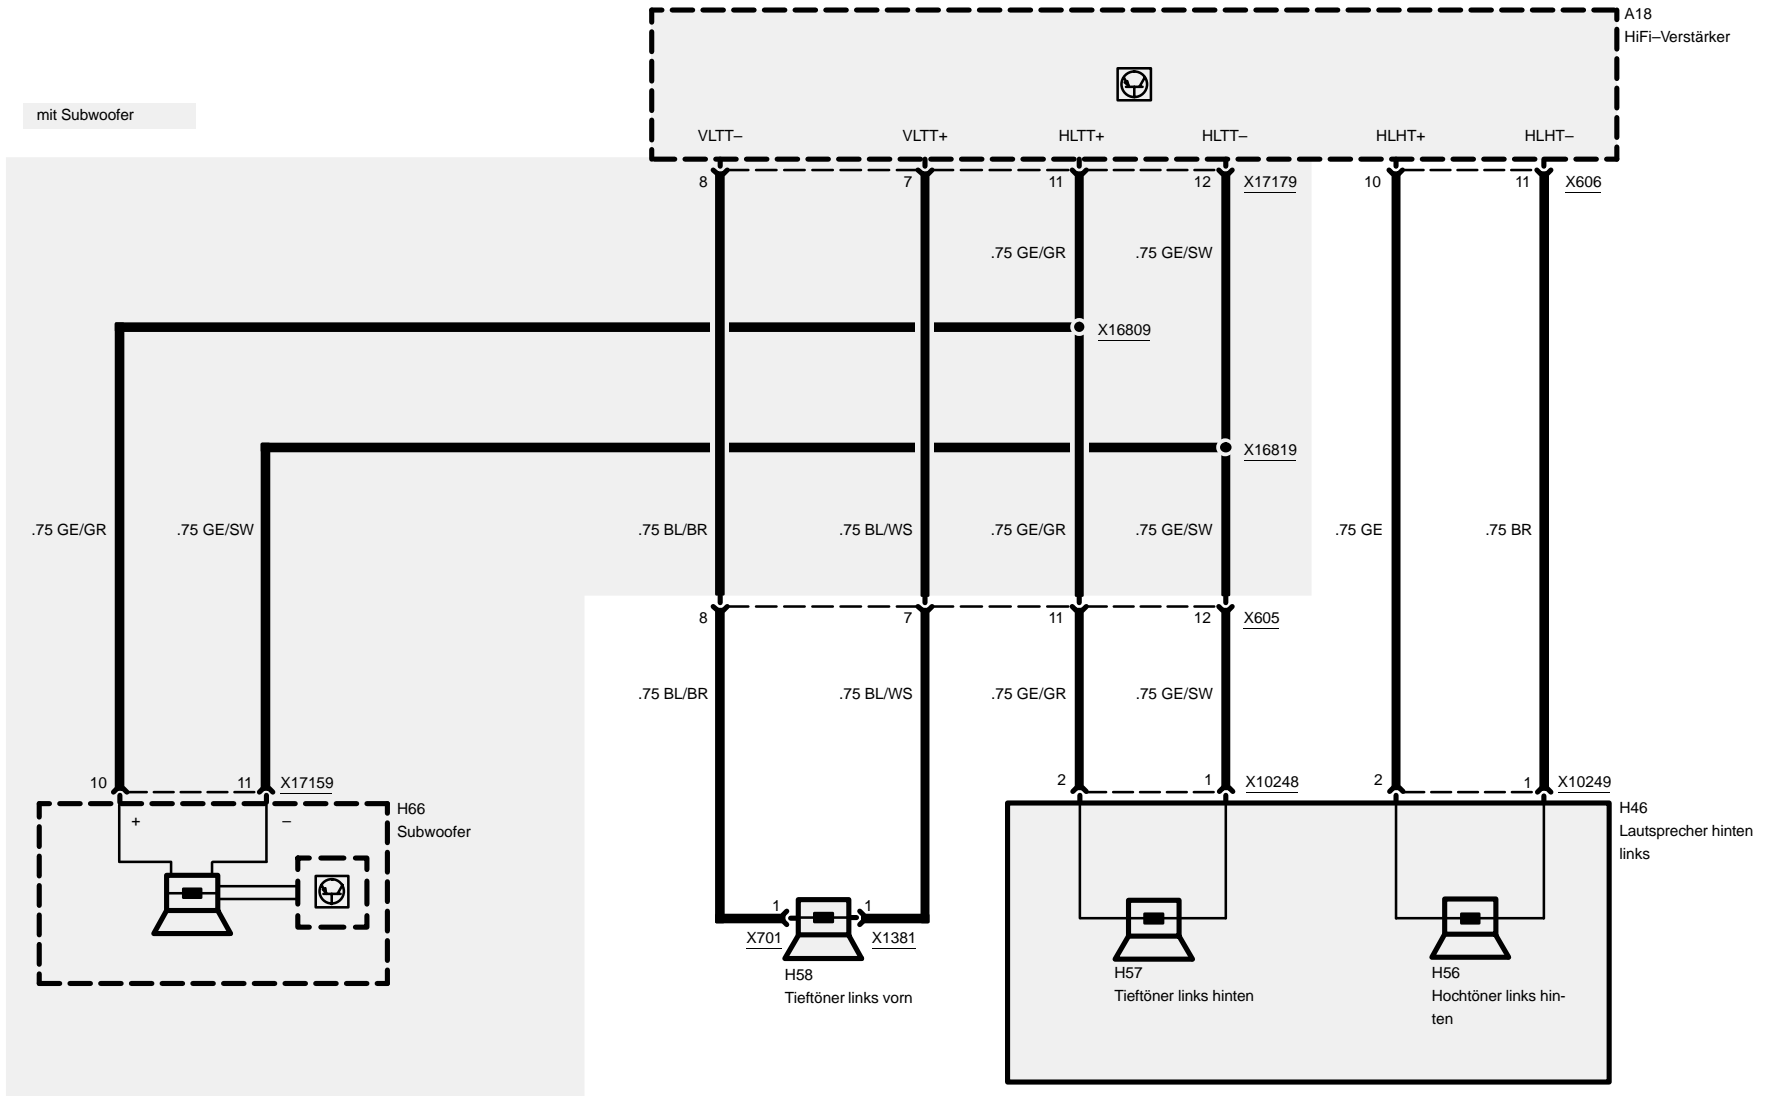 A18
HiFi–Verstärker
mit Subwoofer
VLTT–
VLTT+
HLTT+
HLTT–
HLHT+
HLHT–
8
7
11
12
X17179
10
11
X606
.75 GE/GR
.75 GE/SW
X16809
X16819
.75 GE/GR
.75 GE/SW
.75 BL/BR
.75 BL/WS
.75 GE/GR
.75 GE/SW
.75 GE
.75 BR
8
7
11
12
X605
.75 BL/BR
.75 BL/WS
.75 GE/GR
.75 GE/SW
10
11
X17159
2
1
X10248
2
1
X10249
H66
Subwoofer
+
–
H46
Lautsprecher hinten
links
1
1
X701
X1381
H58
Tieftöner links vorn
H57
Tieftöner links hinten
H56
Hochtöner links hin-
ten